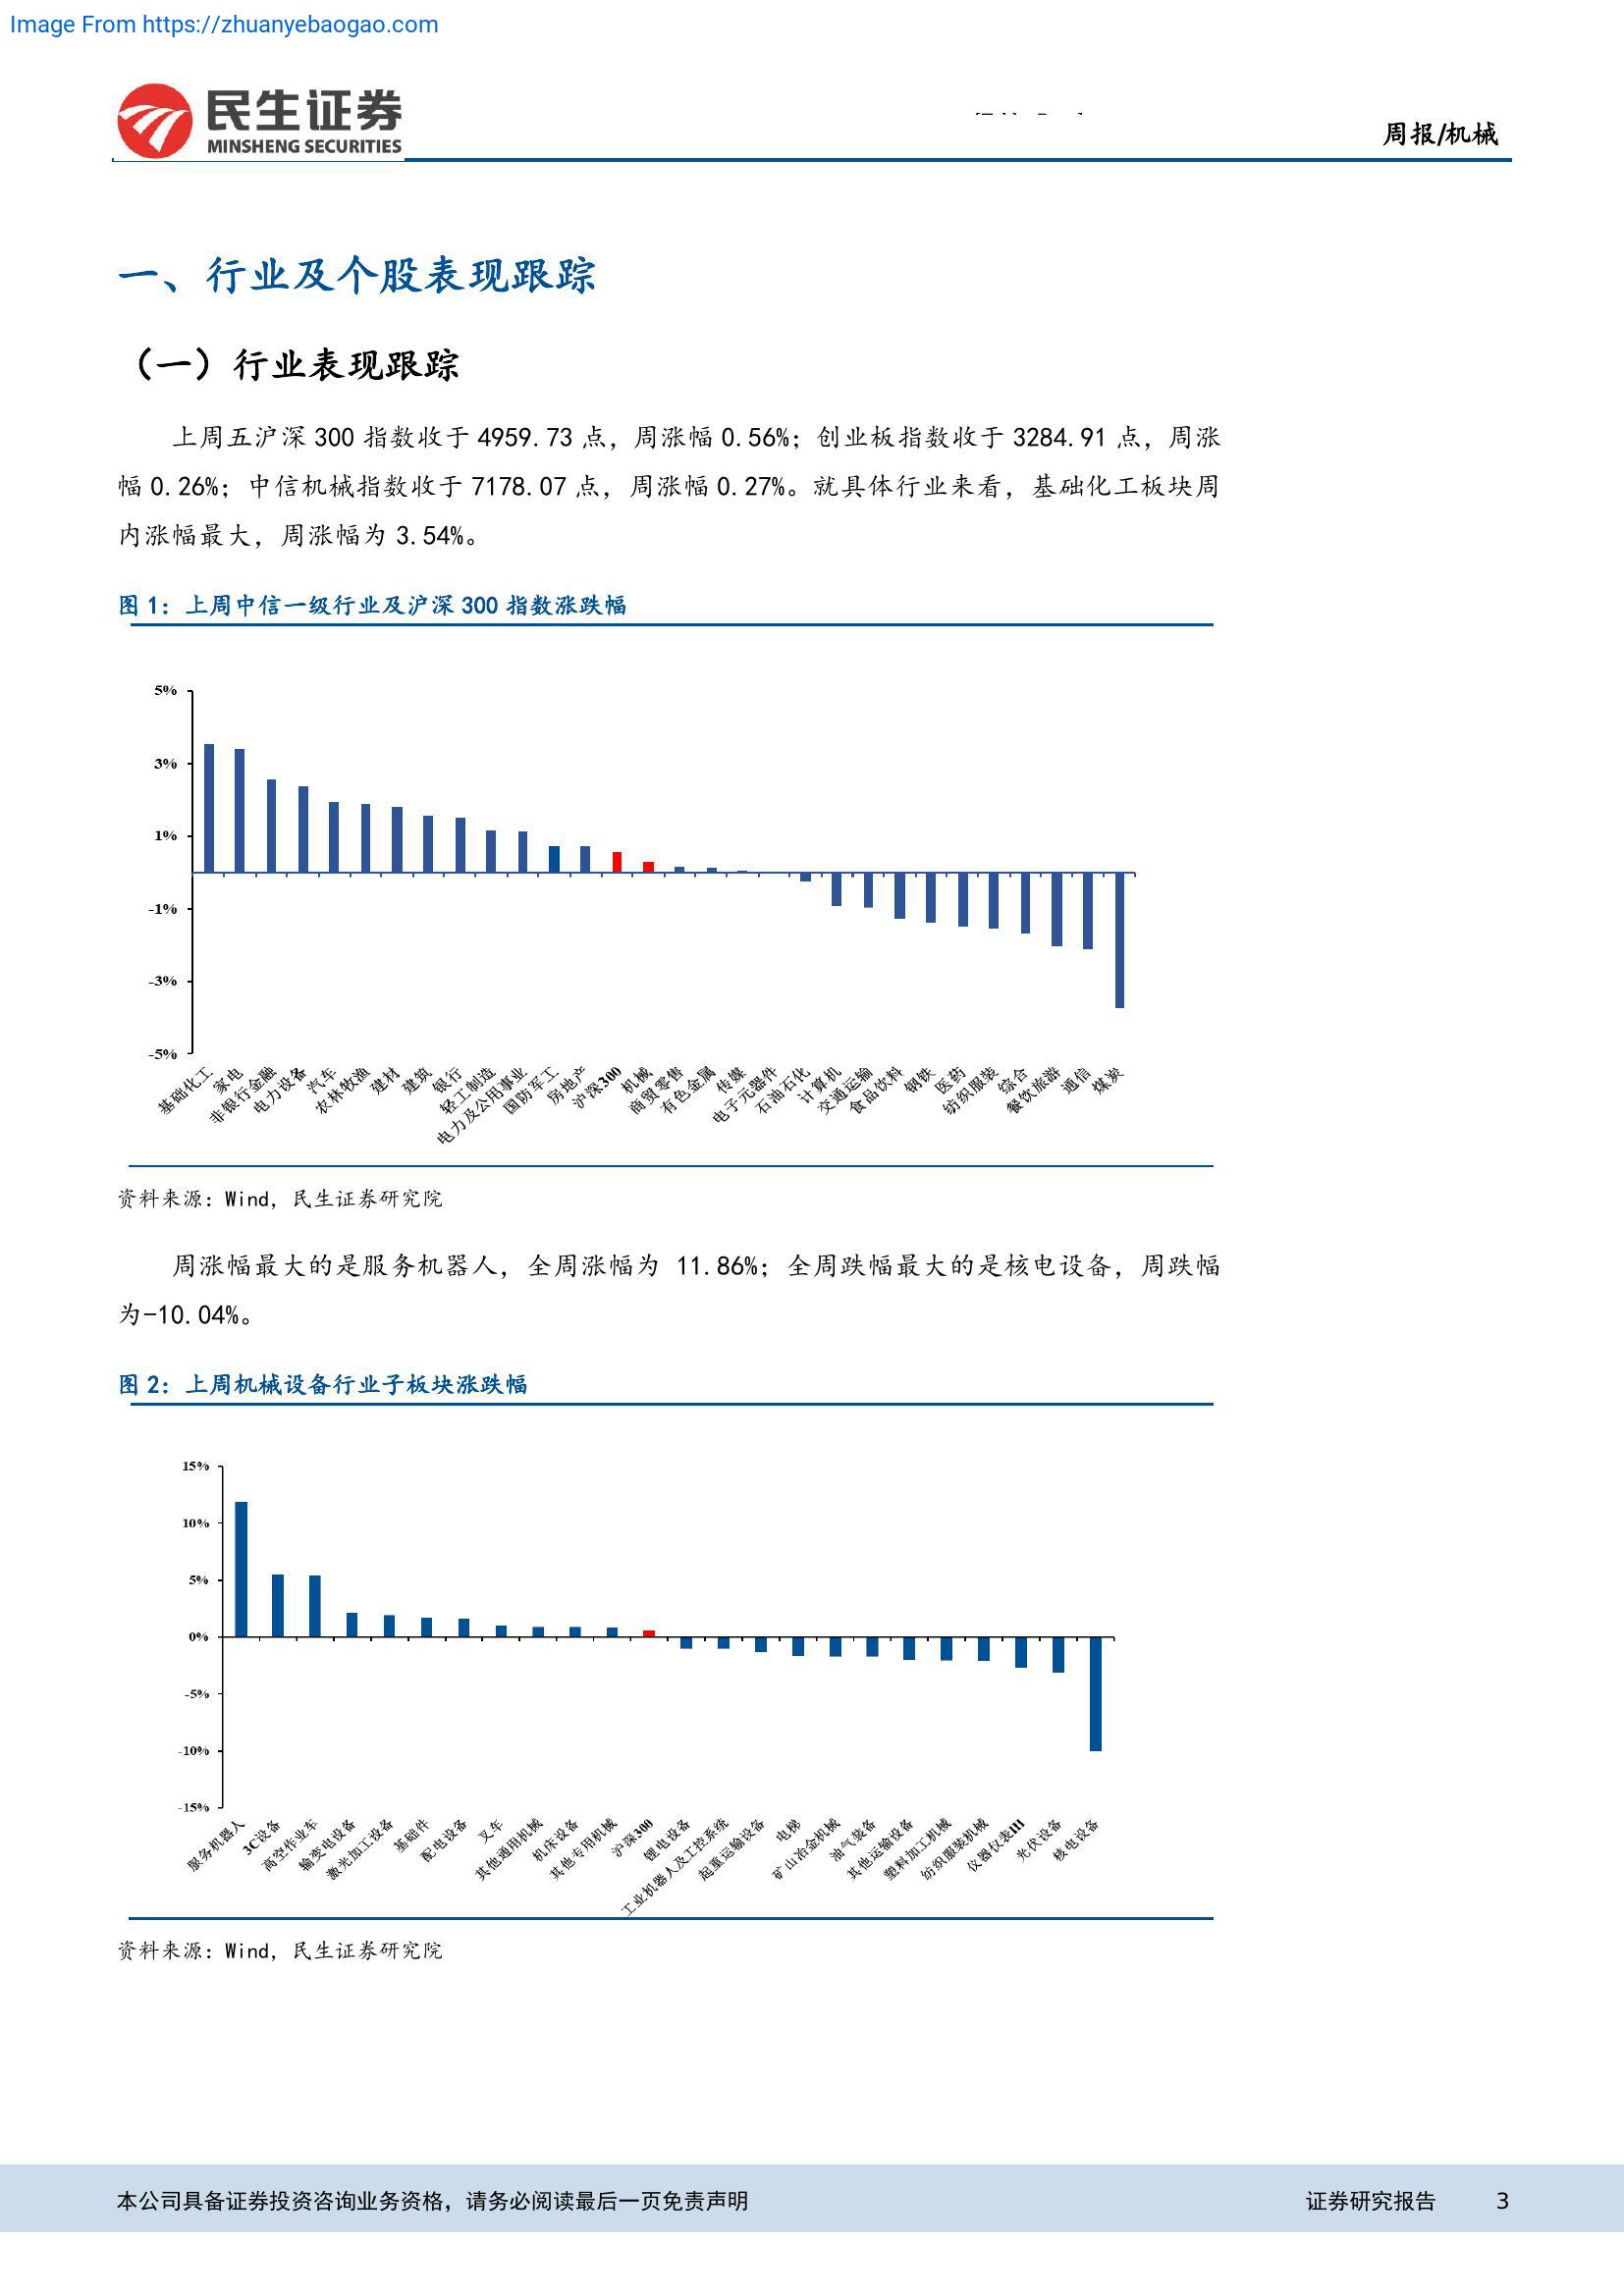 Image From https://zhuanyebaogao.com
民生证券
MINSHENG SECURITIES
周报/机械
一、行业及个股表现跟踪
（一）行业表现跟踪
上周五沪深 300 指数收于 4959.73 点，周涨幅 0.56%；创业板指数收于 3284.91 点，周涨
幅 0.26%；中信机械指数收于 7178.07 点，周涨幅 0.27%。就具体行业来看，基础化工板块周
内涨幅最大，周涨幅为 3.54%。
图 1：上周中信一级行业及沪深 300 指数涨跌幅
5%
3%
1%
-1%
-3%
-5%
基础化工
家电
非银行金融
电力设备
汽车
农林牧渔
建材
建筑
银行
轻工制造
电力及公用事业
国防军工
房地产
沪深300
机械
商贸零售
有色金属
传媒
电子元器件
石油石化
计算机
交通运输
食品饮料
钢铁
医药
纺织服装
综合
餐饮旅游
通信
煤炭
资料来源：Wind，民生证券研究院
周涨幅最大的是服务机器人，全周涨幅为 11.86%；全周跌幅最大的是核电设备，周跌幅
为-10.04%。
图 2：上周机械设备行业子板块涨跌幅
15%
10%
5%
0%
-5%
-10%
-15%
服务机器人
3C设备
高空作业车
输变电设备
激光加工设备
基础件
配电设备
叉车
其他通用机械
机床设备
其他专用机械
沪深300
锂电设备
工业机器人及工控系统
起重运输设备
电梯
矿山冶金机械
油气装备
其他运输设备
塑料加工机械
纺织服装机械
仪器仪表III
光伏设备
核电设备
资料来源：Wind，民生证券研究院
本公司具备证券投资咨询业务资格，请务必阅读最后一页免责声明
证券研究报告 3